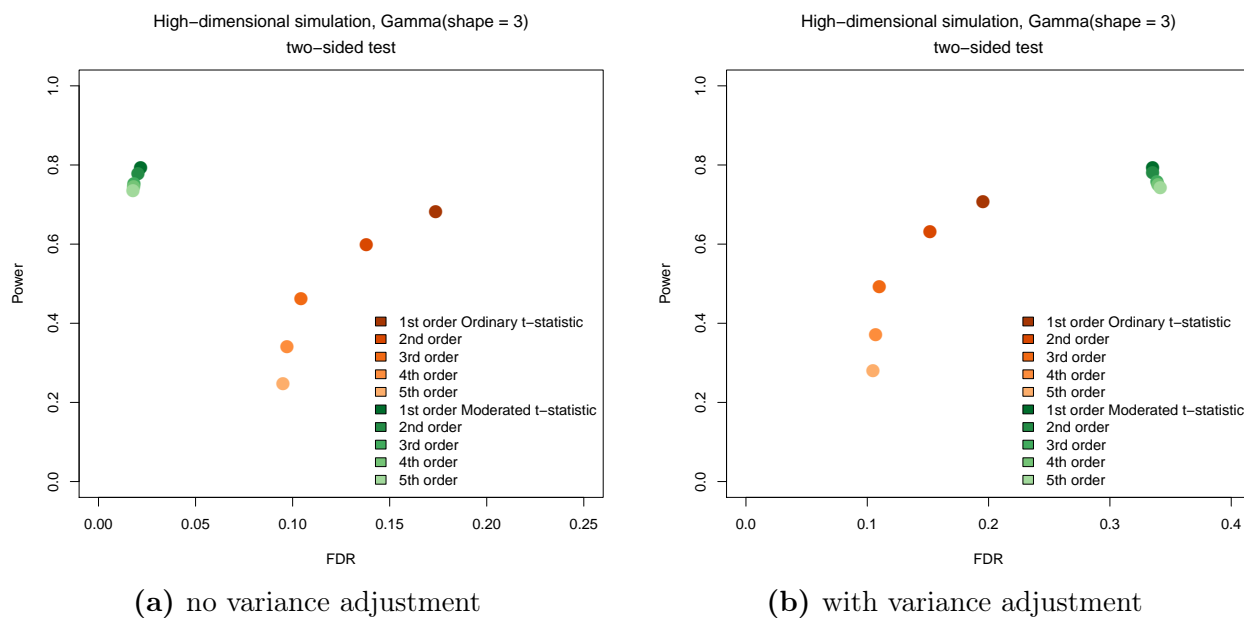 High-dimensional simulation, Gamma(shape = 3)
two-sided test
Power
0.0
0.2
0.4
0.6
0.8
1.0
1st order Ordinary t-statistic
2nd order
3rd order
4th order
5th order
1st order Moderated t-statistic
2nd order
3rd order
4th order
5th order
0.00 0.05 0.10 0.15 0.20 0.25
FDR
(a) no variance adjustment
High-dimensional simulation, Gamma(shape = 3)
two-sided test
Power
0.0
0.2
0.4
0.6
0.8
1.0
1st order Ordinary t-statistic
2nd order
3rd order
4th order
5th order
1st order Moderated t-statistic
2nd order
3rd order
4th order
5th order
0.0 0.1 0.2 0.3 0.4
FDR
(b) with variance adjustment